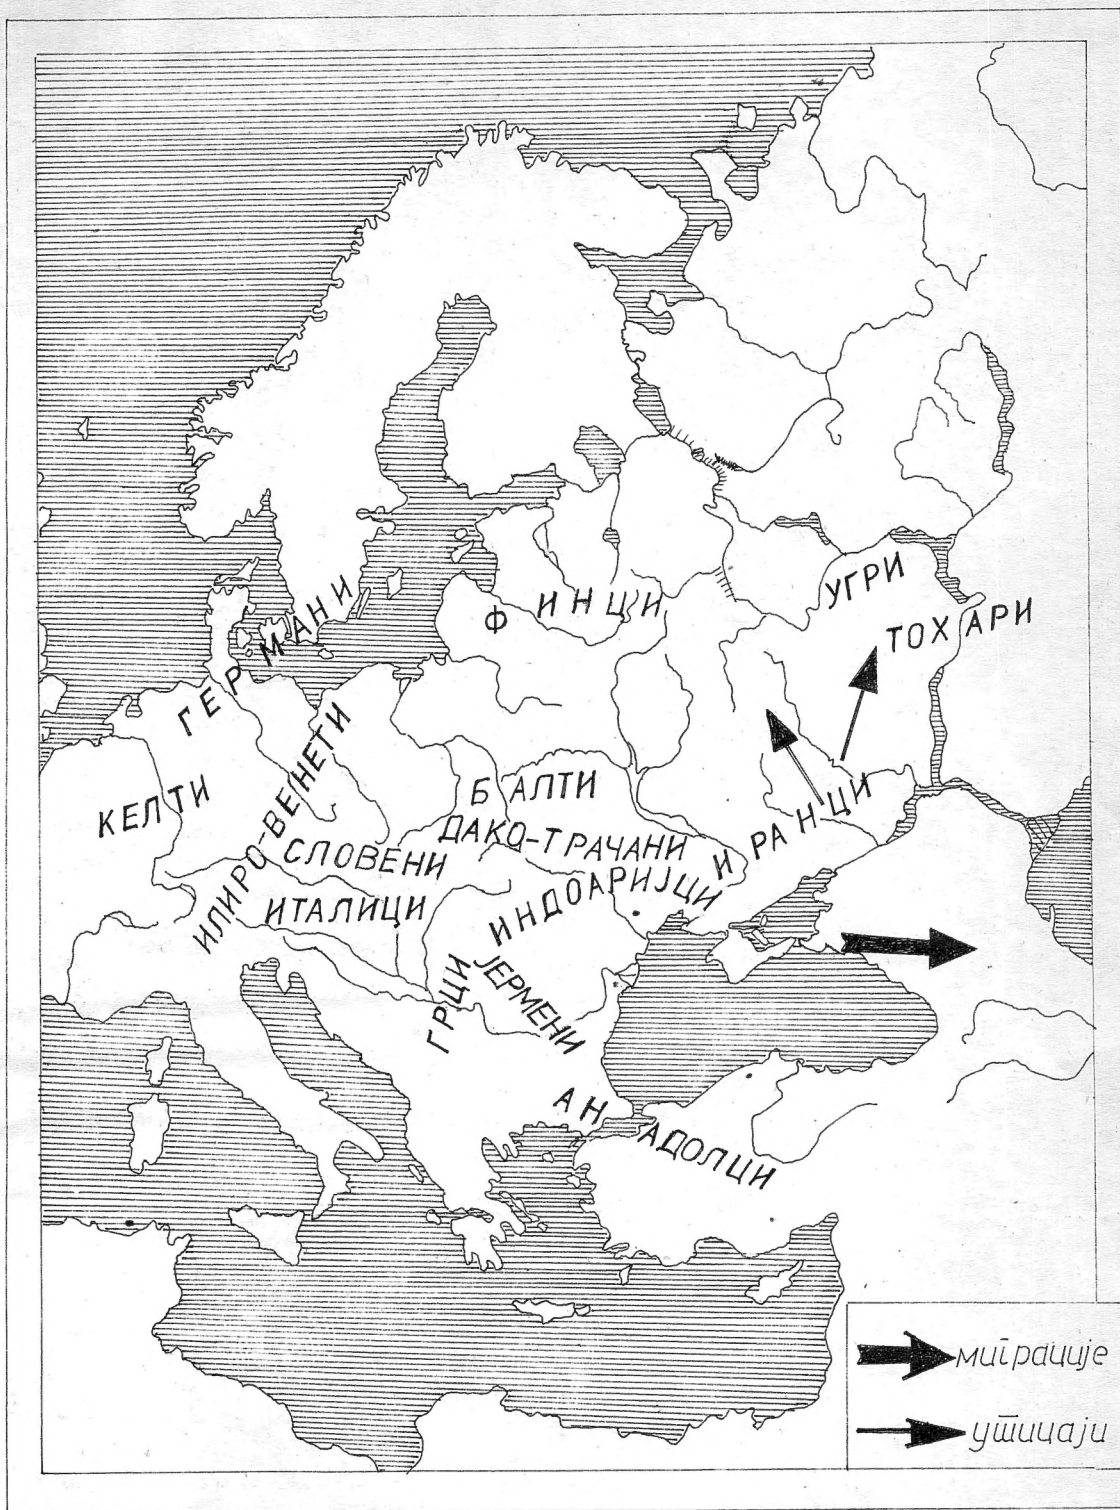 УГРИ
ФИНЦИ
ТОХАРИ
ГЕРМАНИ
ИЛИРО-ВЕНЕТИ
КЕЛТИ
БАЛТИ
ДАКО-ТРАЧАНИ
СЛОВЕНИ
ИРАНЦИ
ИНДОАРИЈЦИ
ИТАЛИЦИ
ГРЦИ
ЈЕРМЕНИ
АНАДОЛЦИ
миграције
утицаји